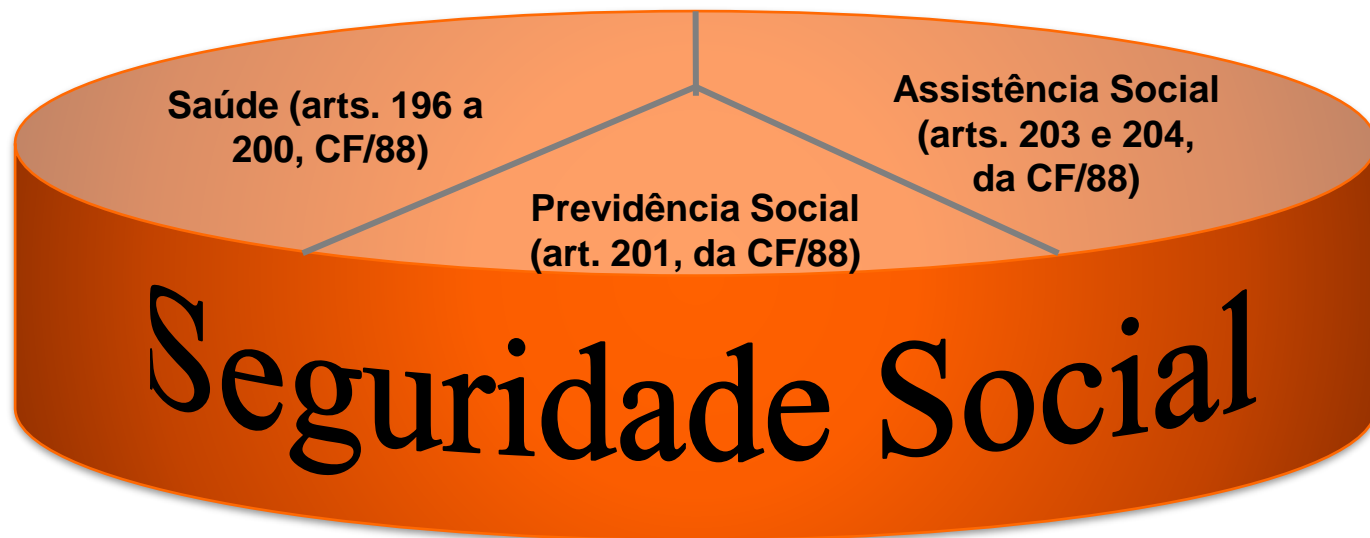 Saúde (arts. 196 a
200, CF/88)
Assistência Social
(arts. 203 e 204,
da CF/88)
Previdência Social
(art. 201, da CF/88)
Seguridade Social